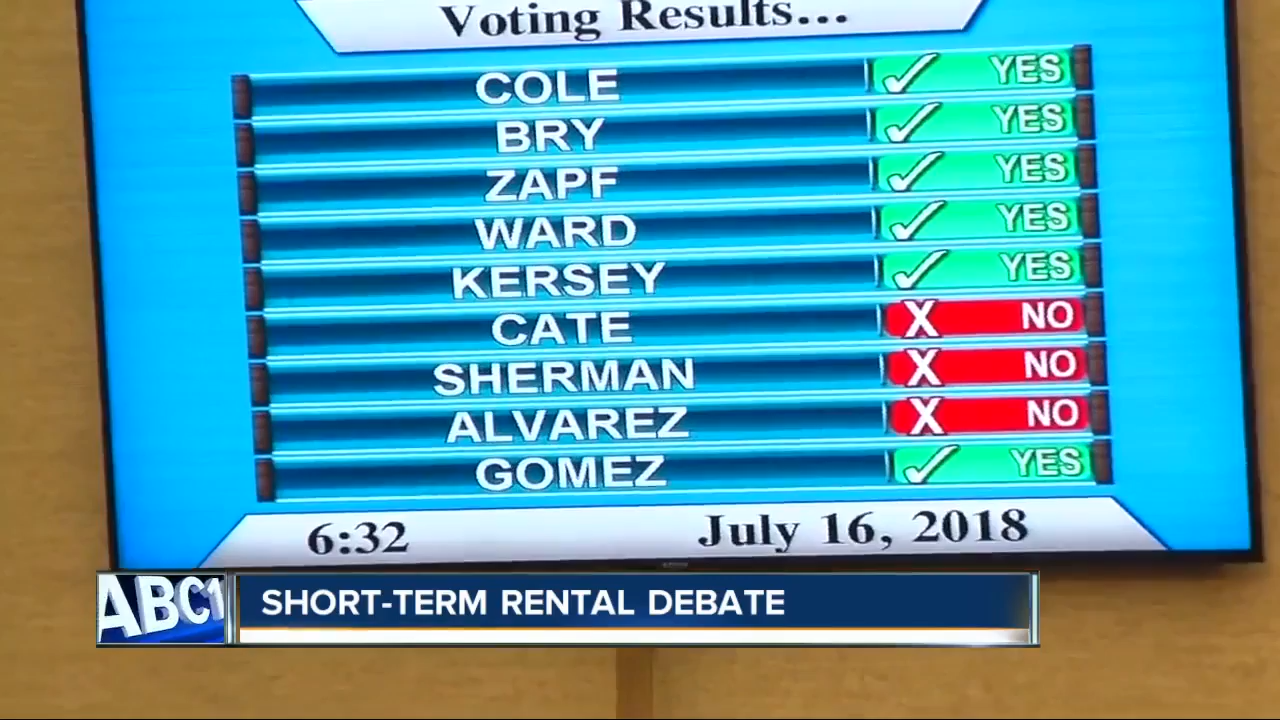 Voting Results...
COLE ✓ YES
BRY ✓ YES
ZAPF ✓ YES
WARD ✓ YES
KERSEY ✓ YES
CATE X NO
SHERMAN X NO
ALVAREZ X NO
GOMEZ ✓ YES
6:32 July 16, 2018
ABC1 SHORT-TERM RENTAL DEBATE